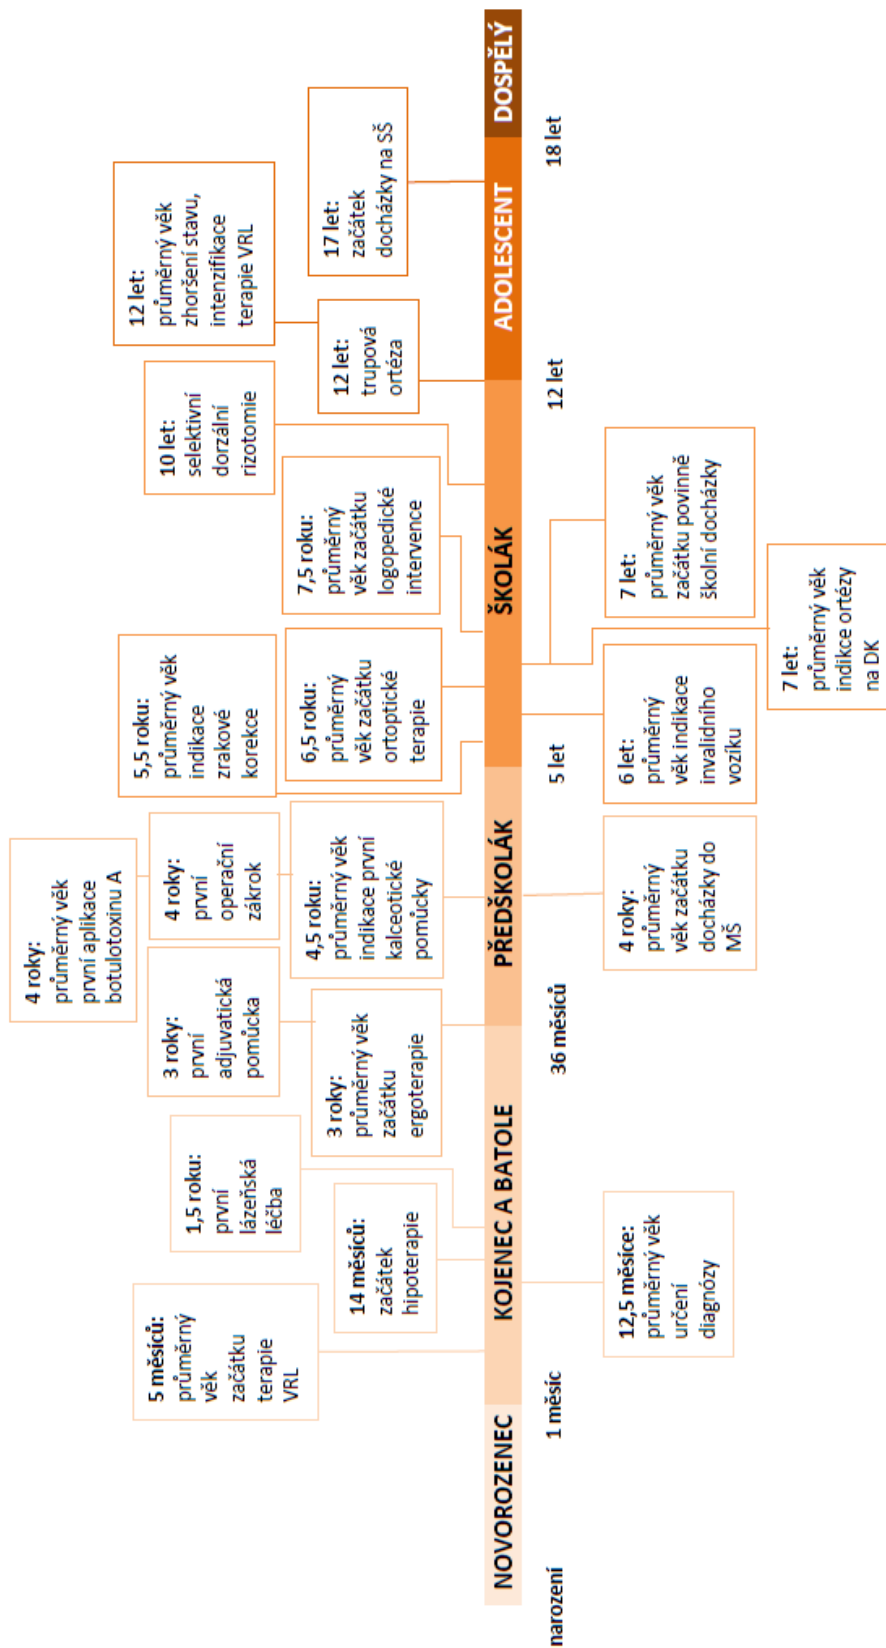 4 roky:
průměrný věk
první aplikace
botulotoxinu A
12 let:
průměrný věk
zhoršení stavu,
intenzifikace
terapie VRL
5 měsíců:
průměrný
věk
začátku
terapie
VRL
1,5 roku:
první
lázeňská
léčba
3 roky:
první
adjuvatická
pomůcka
4 roky:
první
operační
zákrok
5,5 roku:
průměrný věk
indikace
zrakové
korekce
10 let:
selektivní
dorzální
rizotomie
14 měsíců:
začátek
hipoterapie
3 roky:
průměrný věk
začátku
ergoterapie
4,5 roku:
průměrný věk
indikace první
kalceotické
pomůcky
6,5 roku:
průměrný
věk začátku
ortoptické
terapie
7,5 roku:
průměrný
věk začátku
logopedické
intervence
12 let:
trupová
ortéza
17 let:
začátek
docházky na SŠ
NOVOROZENEC
KOJENEC A BATOLE
PŘEDŠKOLÁK
ŠKOLÁK
ADOLESCENT
DOSPĚLÝ
narození
1 měsíc
36 měsíců
5 let
12 let
18 let
12,5 měsíce:
průměrný věk
určení
diagnózy
4 roky:
průměrný
věk začátku
docházky do
MŠ
6 let:
průměrný
věk indikace
invalidního
vozíku
7 let:
průměrný věk
začátku povinně
školní docházky
7 let:
průměrný věk
indikce ortézy
na DK